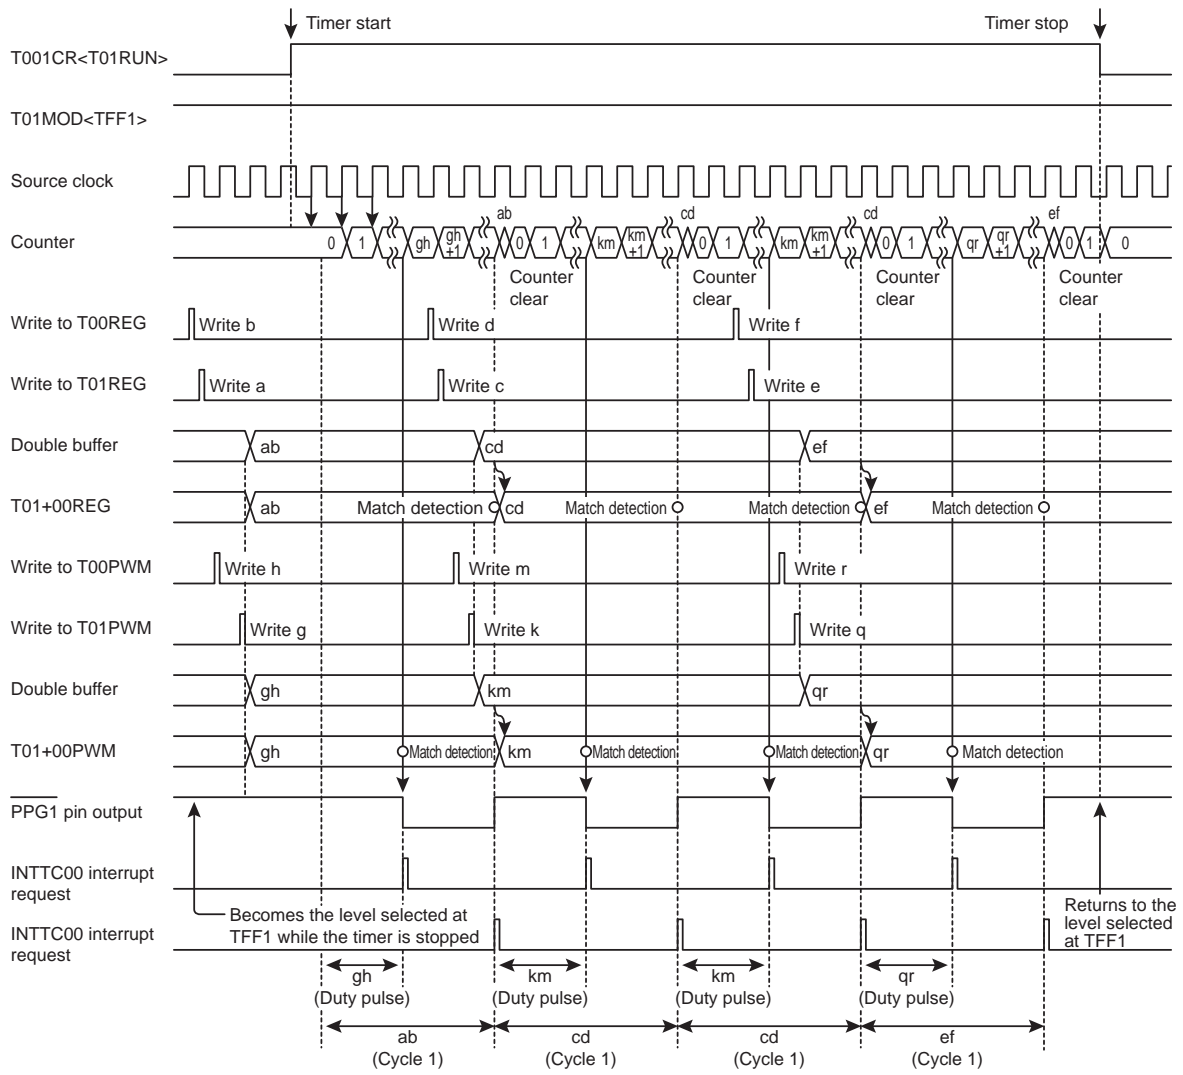 Timer start
Timer stop
T001CR<T01RUN>
T01MOD<TFF1>
Source clock
ab cd cd ef
Counter
0 1 gh gh+1 0 1 km km+1 0 1 km km+1 0 1 qr qr+1 0 1 0
Counter clear
Counter clear
Counter clear
Counter clear
Write to T00REG
Write b
Write d
Write f
Write to T01REG
Write a
Write c
Write e
Double buffer
ab
cd
ef
T01+00REG
ab
Match detection
cd
Match detection
Match detection
ef
Match detection
Write to T00PWM
Write h
Write m
Write r
Write to T01PWM
Write g
Write k
Write q
Double buffer
gh
km
qr
T01+00PWM
gh
Match detection
km
Match detection
Match detection
qr
Match detection
PPG1 pin output
INTTC00 interrupt
request
Becomes the level selected at
TFF1 while the timer is stopped
Returns to the
level selected
at TFF1
INTTC00 interrupt
request
gh
(Duty pulse)
km
(Duty pulse)
km
(Duty pulse)
qr
(Duty pulse)
ab
(Cycle 1)
cd
(Cycle 1)
cd
(Cycle 1)
ef
(Cycle 1)